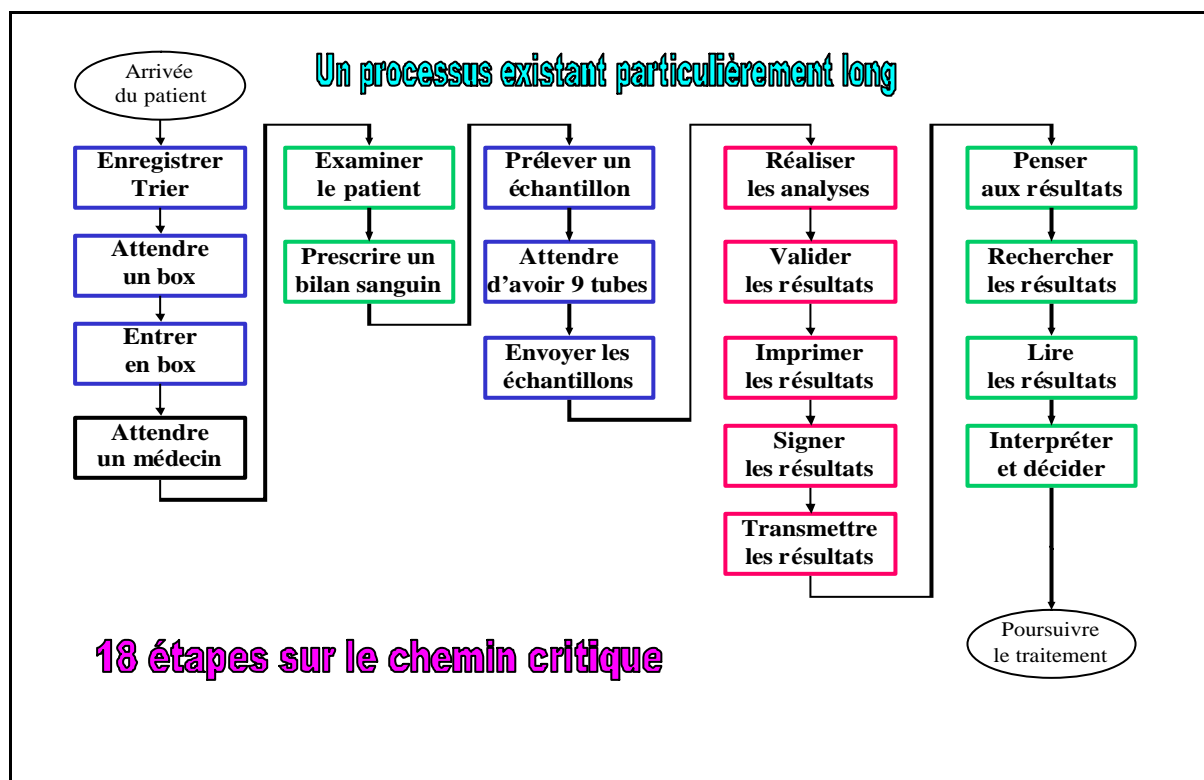 Un processus existant particulièrement long
Arrivée
du patient
Enregistrer
Trier
Attendre
un box
Entrer
en box
Attendre
un médecin
Examiner
le patient
Prescrire un
bilan sanguin
Prélever un
échantillon
Attendre
d'avoir 9 tubes
Envoyer les
échantillons
Réaliser
les analyses
Valider
les résultats
Imprimer
les résultats
Signer
les résultats
Transmettre
les résultats
Penser
aux résultats
Rechercher
les résultats
Lire
les résultats
Interpréter
et décider
Poursuivre
le traitement
18 étapes sur le chemin critique